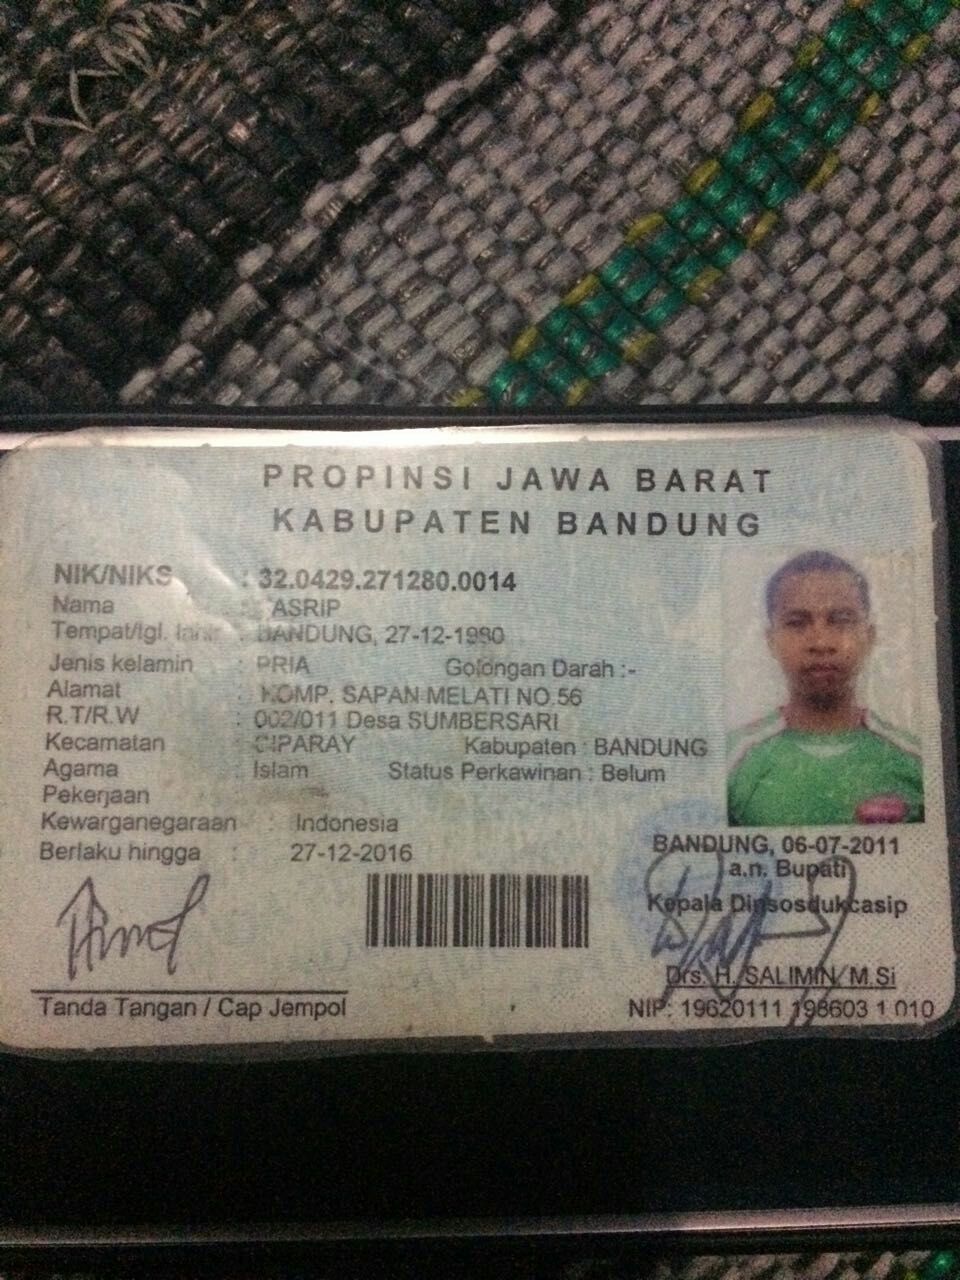 PROPINSI JAWA BARAT
KABUPATEN BANDUNG
NIK/NIKS : 32.0429.271280.0014
Nama : ASRIP
Tempat/tgl. lahir : BANDUNG, 27-12-1980
Jenis kelamin : PRIA Golongan Darah :-
Alamat : KOMP. SAPAN MELATI NO.56
R.T/R.W : 002/011 Desa SUMBERSARI
Kecamatan : CIPARAY Kabupaten : BANDUNG
Agama : Islam Status Perkawinan : Belum
Pekerjaan
Kewarganegaraan : Indonesia
Berlaku hingga : 27-12-2016
BANDUNG, 06-07-2011
a.n. Bupati
Kepala Dinsosdukcasip
Drs. H. SALIMIN, M.Si
Tanda Tangan / Cap Jempol
NIP: 19620111 198603 1 010